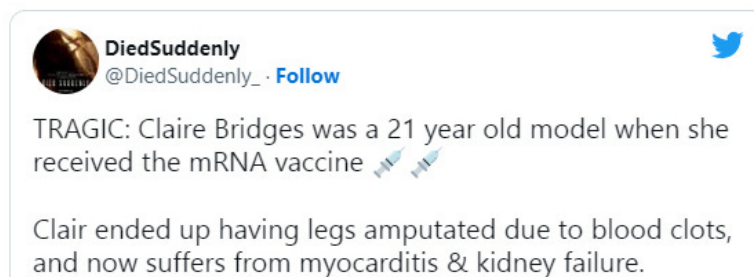 DiedSuddenly
@DiedSuddenly_ · Follow
TRAGIC: Claire Bridges was a 21 year old model when she
received the mRNA vaccine 💉 💉
Clair ended up having legs amputated due to blood clots,
and now suffers from myocarditis & kidney failure.